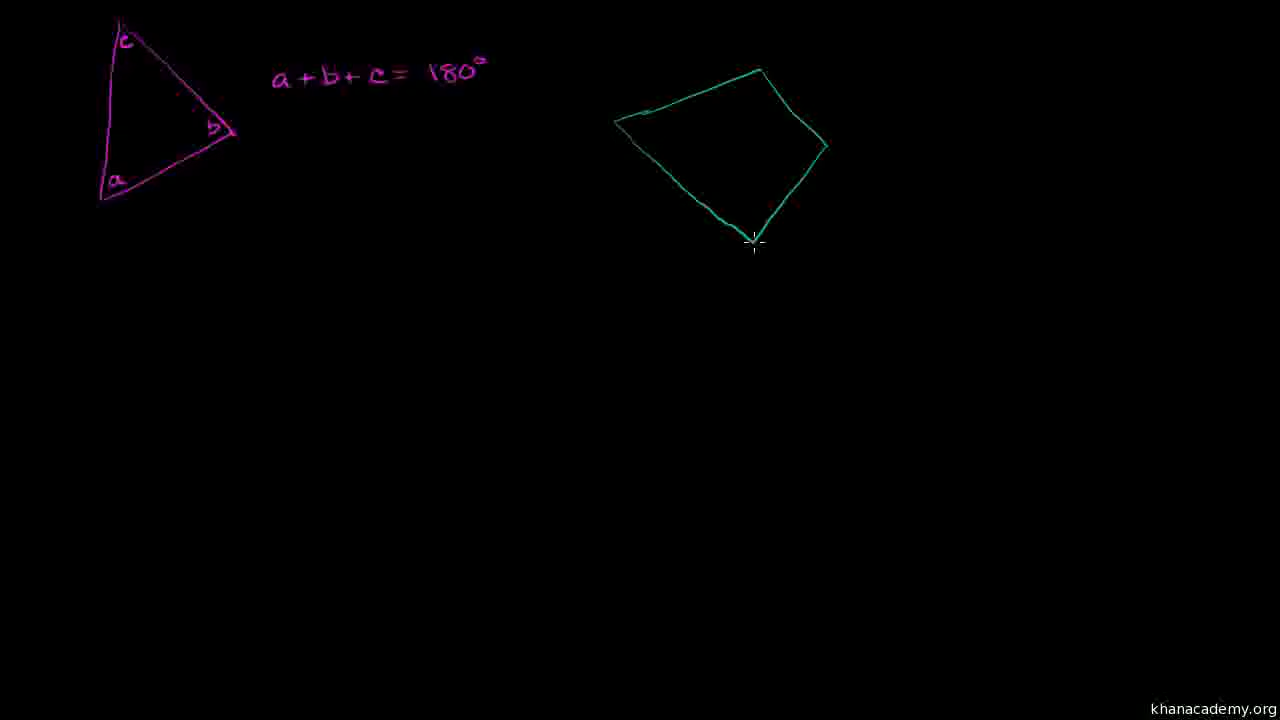 c
a + b + c = 180°
b
a
khanacademy.org